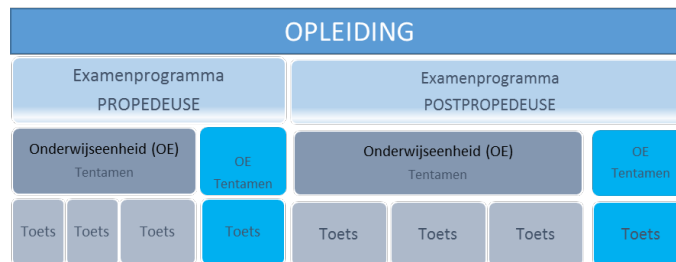 OPLEIDING
Examenprogramma
PROPEDEUSE
Examenprogramma
POSTPROPEDEUSE
Onderwijseenheid (OE)
Tentamen
OE
Tentamen
Onderwijseenheid (OE)
Tentamen
OE
Tentamen
Toets
Toets
Toets
Toets
Toets
Toets
Toets
Toets